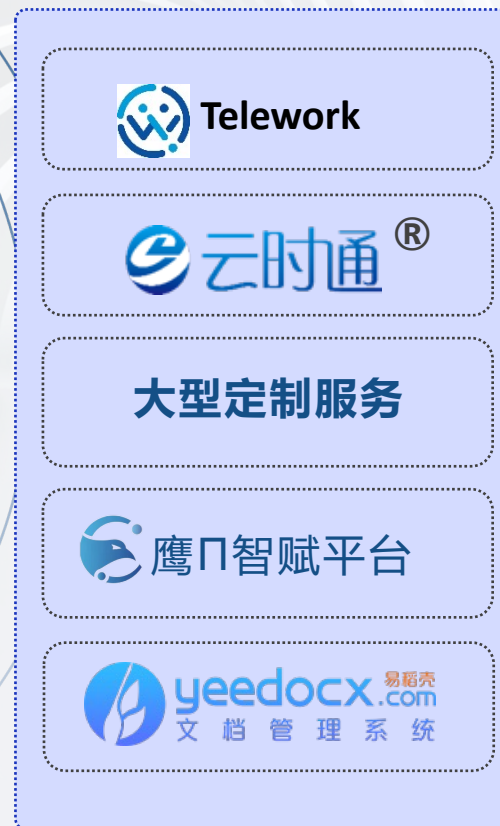 Telework
云时通®
大型定制服务
鹰Π智赋平台
yeedocx.com
易稻壳
文档管理系统